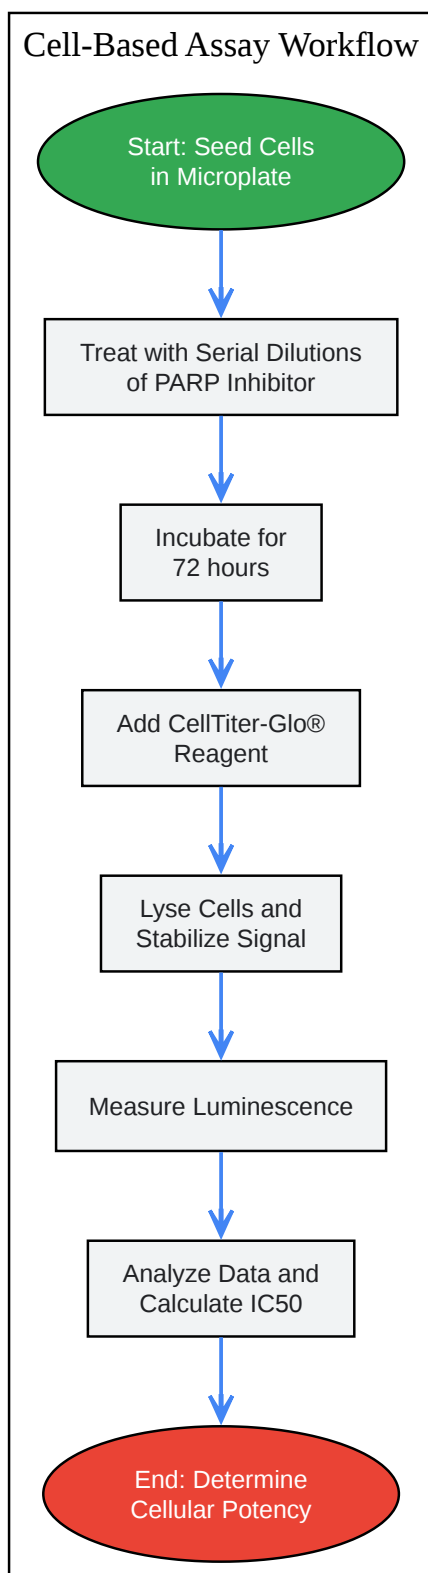 Cell-Based Assay Workflow
Start: Seed Cells
in Microplate
Treat with Serial Dilutions
of PARP Inhibitor
Incubate for
72 hours
Add CellTiter-Glo®
Reagent
Lyse Cells and
Stabilize Signal
Measure Luminescence
Analyze Data and
Calculate IC50
End: Determine
Cellular Potency